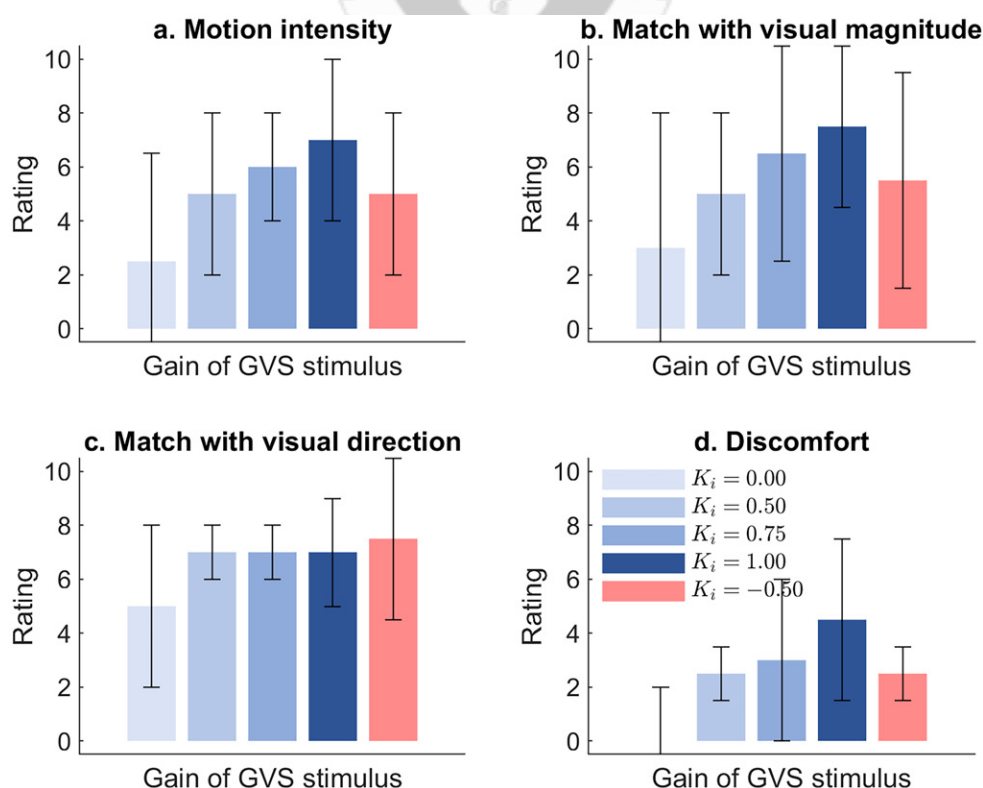 a. Motion intensity
10
8
6
4
2
0
Rating
Gain of GVS stimulus
b. Match with visual magnitude
10
8
6
4
2
0
Rating
Gain of GVS stimulus
c. Match with visual direction
10
8
6
4
2
0
Rating
Gain of GVS stimulus
d. Discomfort
10
8
6
4
2
0
Rating
K_i = 0.00
K_i = 0.50
K_i = 0.75
K_i = 1.00
K_i = −0.50
Gain of GVS stimulus